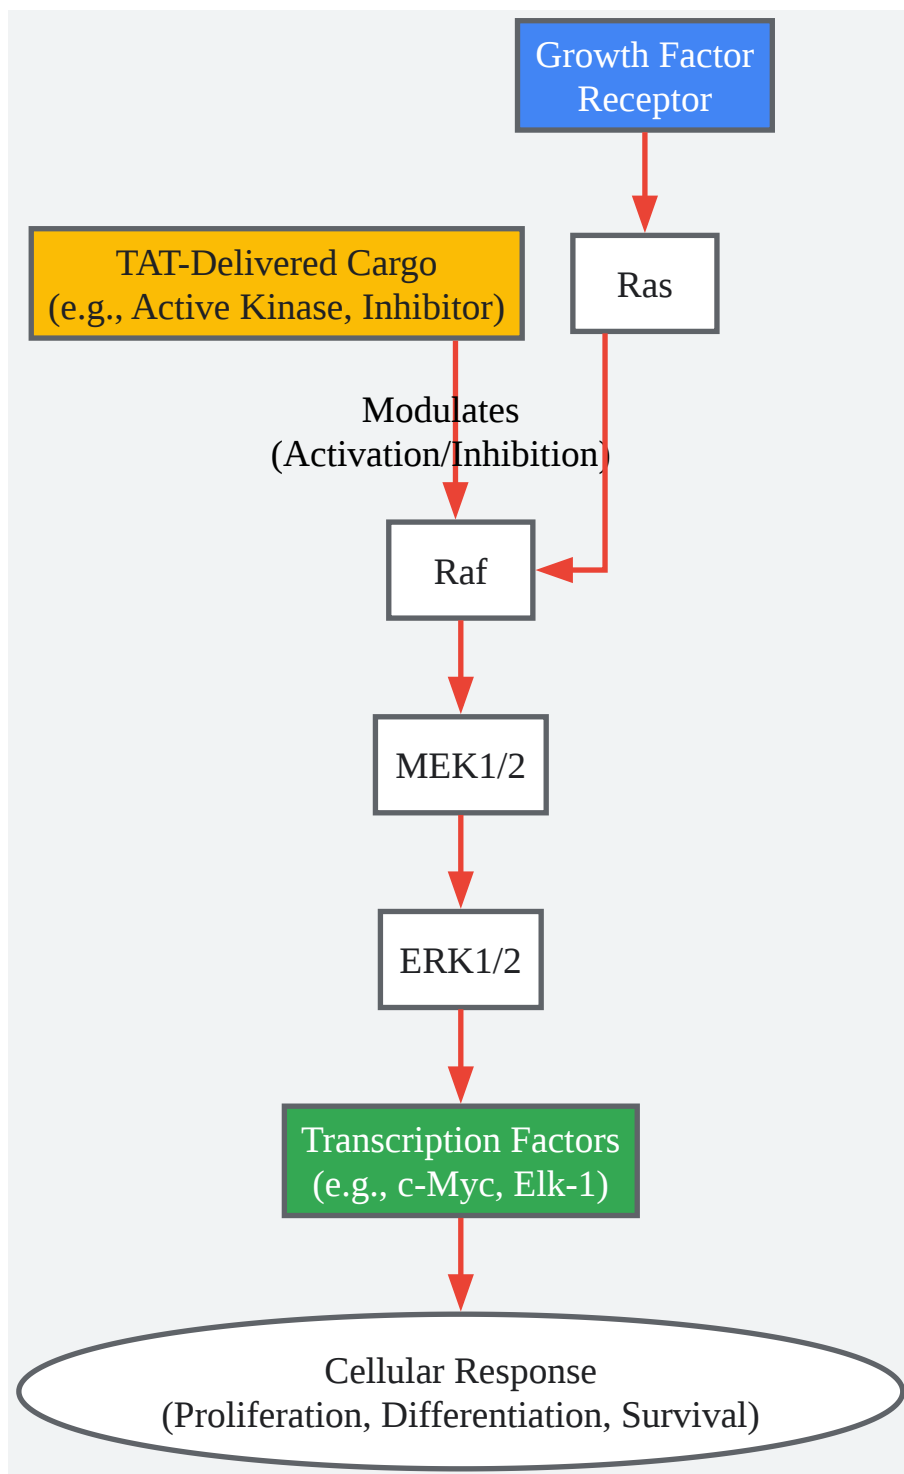 Growth Factor
Receptor
TAT-Delivered Cargo
(e.g., Active Kinase, Inhibitor)
Ras
Modulates
(Activation/Inhibition)
Raf
MEK1/2
ERK1/2
Transcription Factors
(e.g., c-Myc, Elk-1)
Cellular Response
(Proliferation, Differentiation, Survival)